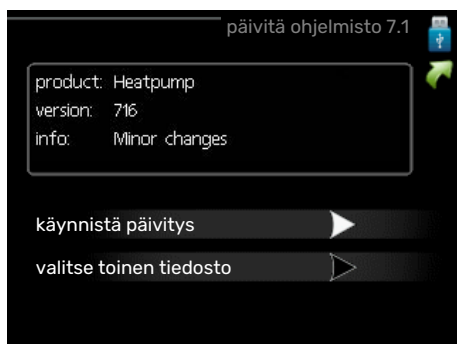 päivitä ohjelmisto 7.1
product: Heatpump
version: 716
info: Minor changes
käynnistä päivitys
valitse toinen tiedosto